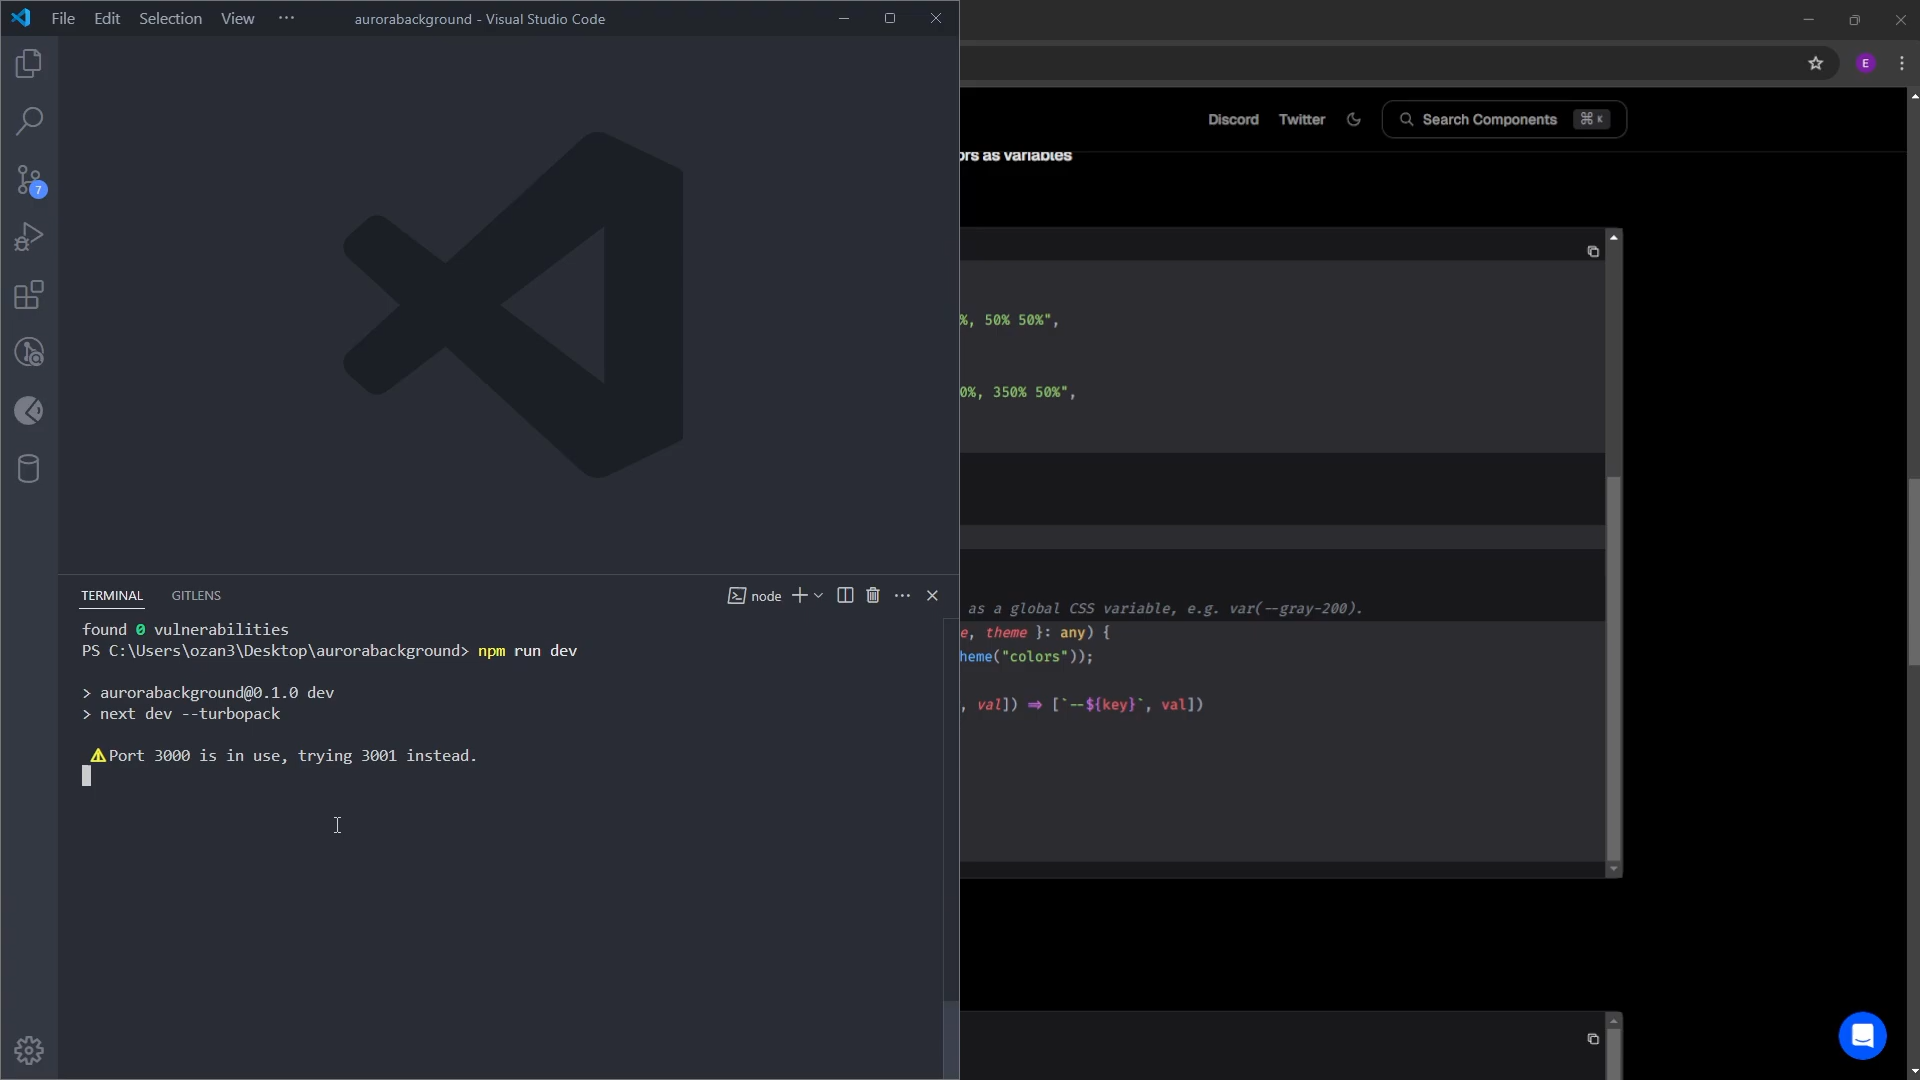 File Edit Selection View ··· aurorabackground - Visual Studio Code
7
TERMINAL GITLENS node
found 0 vulnerabilities
PS C:\Users\ozan3\Desktop\aurorabackground> npm run dev
> aurorabackground@0.1.0 dev
> next dev --turbopack
⚠Port 3000 is in use, trying 3001 instead.
E
Discord Twitter Search Components ⌘ K
ors as variables
%, 50% 50%",
0%, 350% 50%",
as a global CSS variable, e.g. var(--gray-200).
e, theme }: any) {
heme("colors"));
, val]) => [`--${key}`, val])